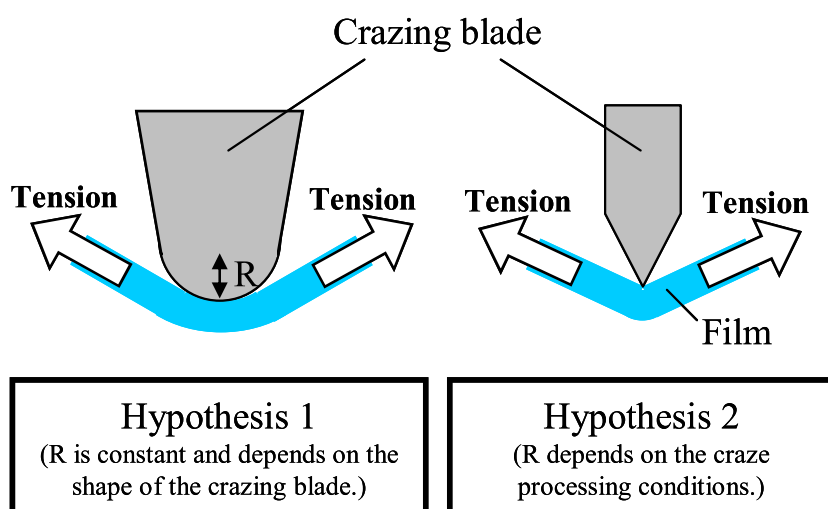 Crazing blade
Tension
Tension
R
Tension
Tension
Film
Hypothesis 1
(R is constant and depends on the
shape of the crazing blade.)
Hypothesis 2
(R depends on the craze
processing conditions.)